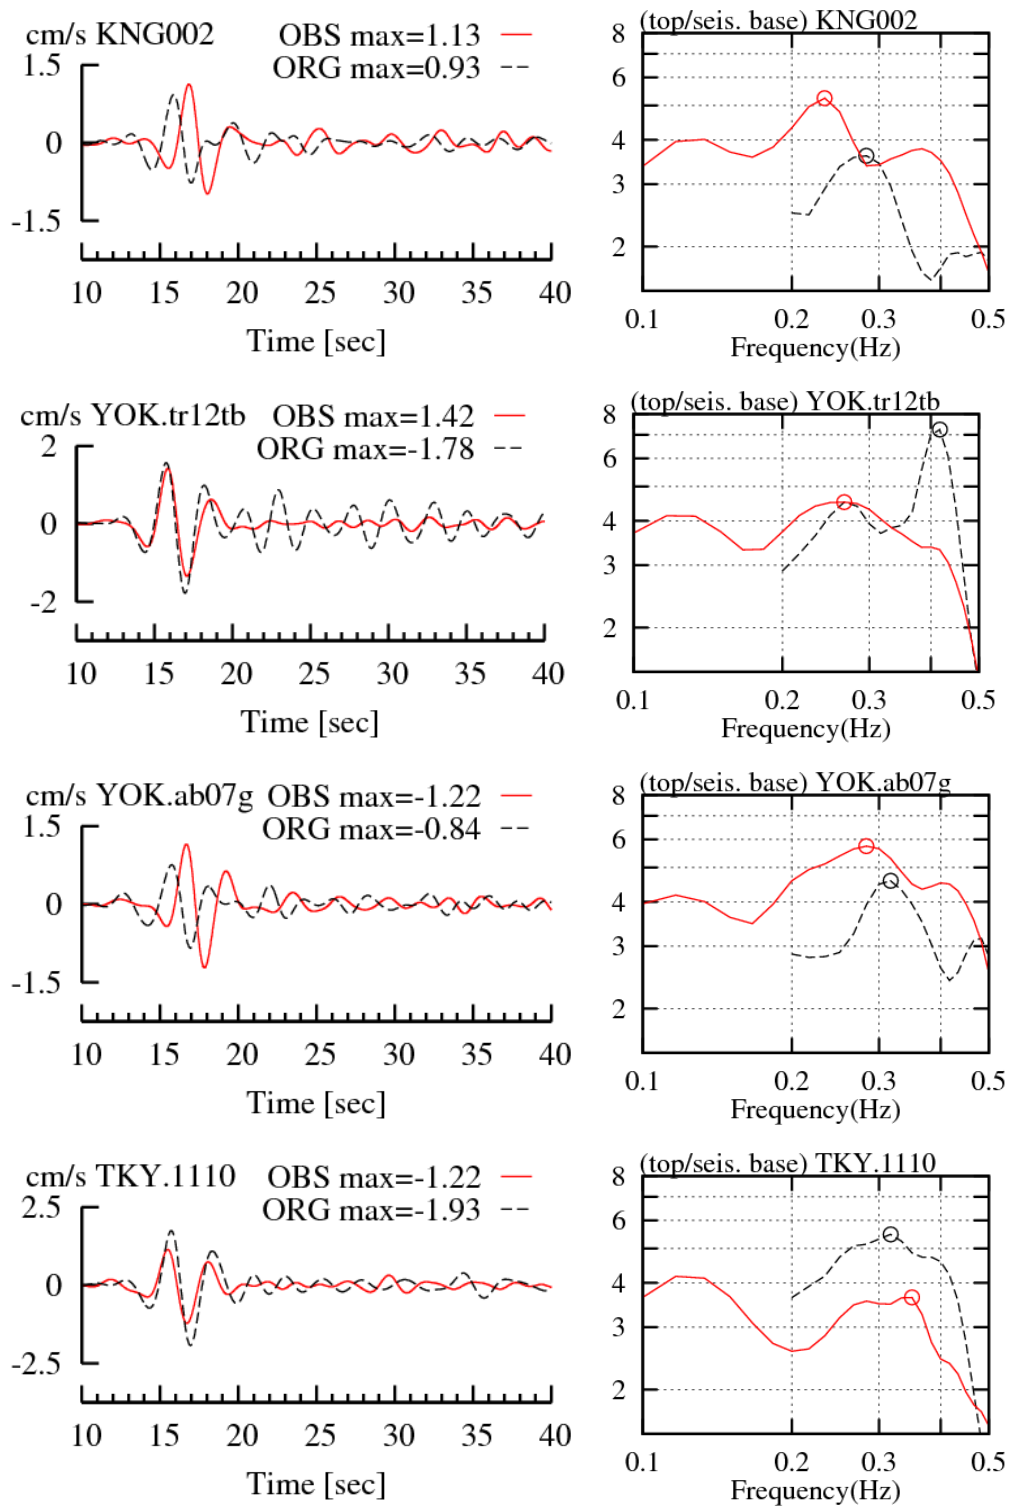 cm/s KNG002
OBS max=1.13
ORG max=0.93
1.5
0
-1.5
10 15 20 25 30 35 40
Time [sec]
(top/seis. base) KNG002
8
6
4
3
2
0.1 0.2 0.3 0.5
Frequency(Hz)
cm/s YOK.tr12tb
OBS max=1.42
ORG max=-1.78
2
0
-2
10 15 20 25 30 35 40
Time [sec]
(top/seis. base) YOK.tr12tb
8
6
4
3
2
0.1 0.2 0.3 0.5
Frequency(Hz)
cm/s YOK.ab07g
OBS max=-1.22
ORG max=-0.84
1.5
0
-1.5
10 15 20 25 30 35 40
Time [sec]
(top/seis. base) YOK.ab07g
8
6
4
3
2
0.1 0.2 0.3 0.5
Frequency(Hz)
cm/s TKY.1110
OBS max=-1.22
ORG max=-1.93
2.5
0
-2.5
10 15 20 25 30 35 40
Time [sec]
(top/seis. base) TKY.1110
8
6
4
3
2
0.1 0.2 0.3 0.5
Frequency(Hz)